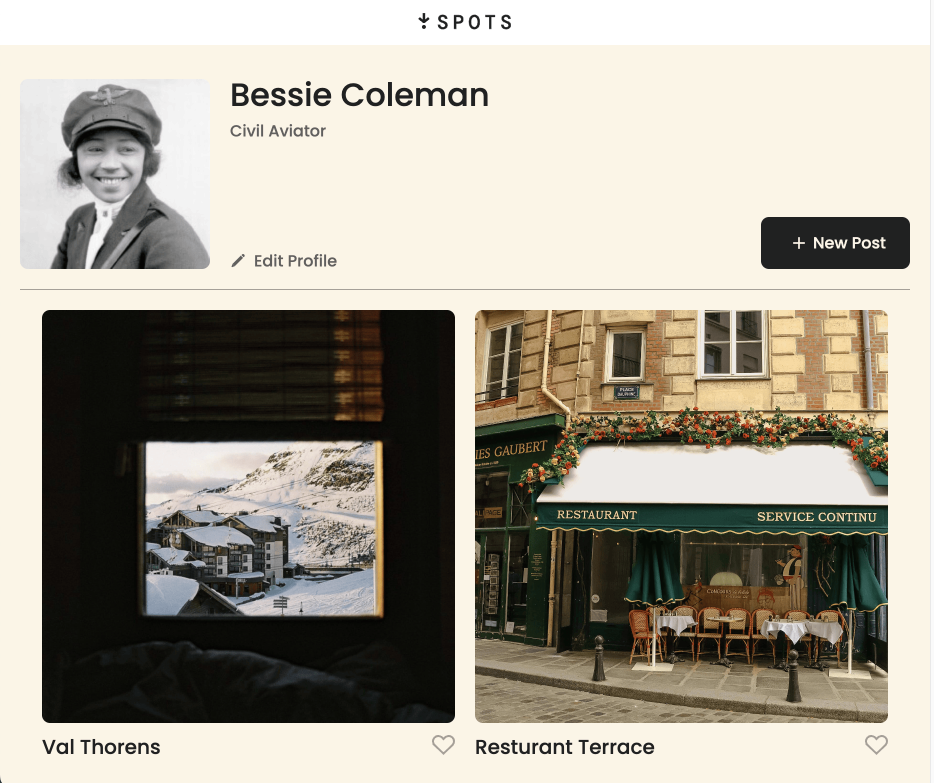 SPOTS
Bessie Coleman
Civil Aviator
Edit Profile
+ New Post
PLACE
DAUPHINE
IES GAUBERT
RESTAURANT
SERVICE CONTINU
Val Thorens
Resturant Terrace